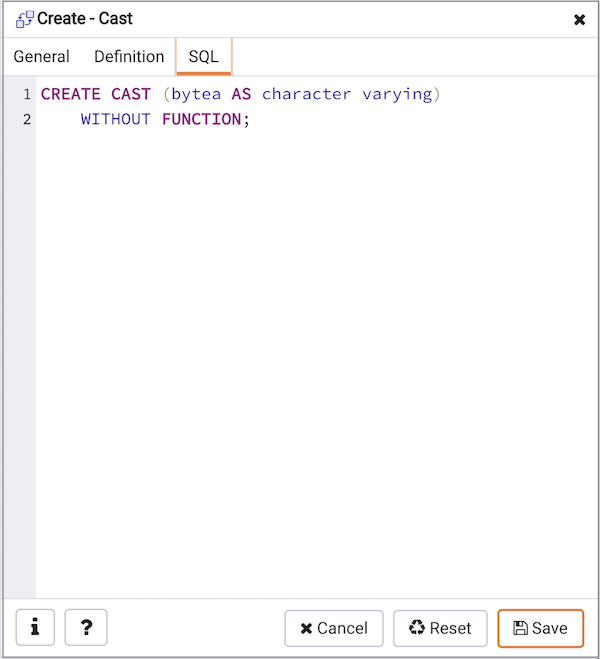 Create - Cast
General Definition SQL
1 CREATE CAST (bytea AS character varying)
2 WITHOUT FUNCTION;
i ? Cancel Reset Save